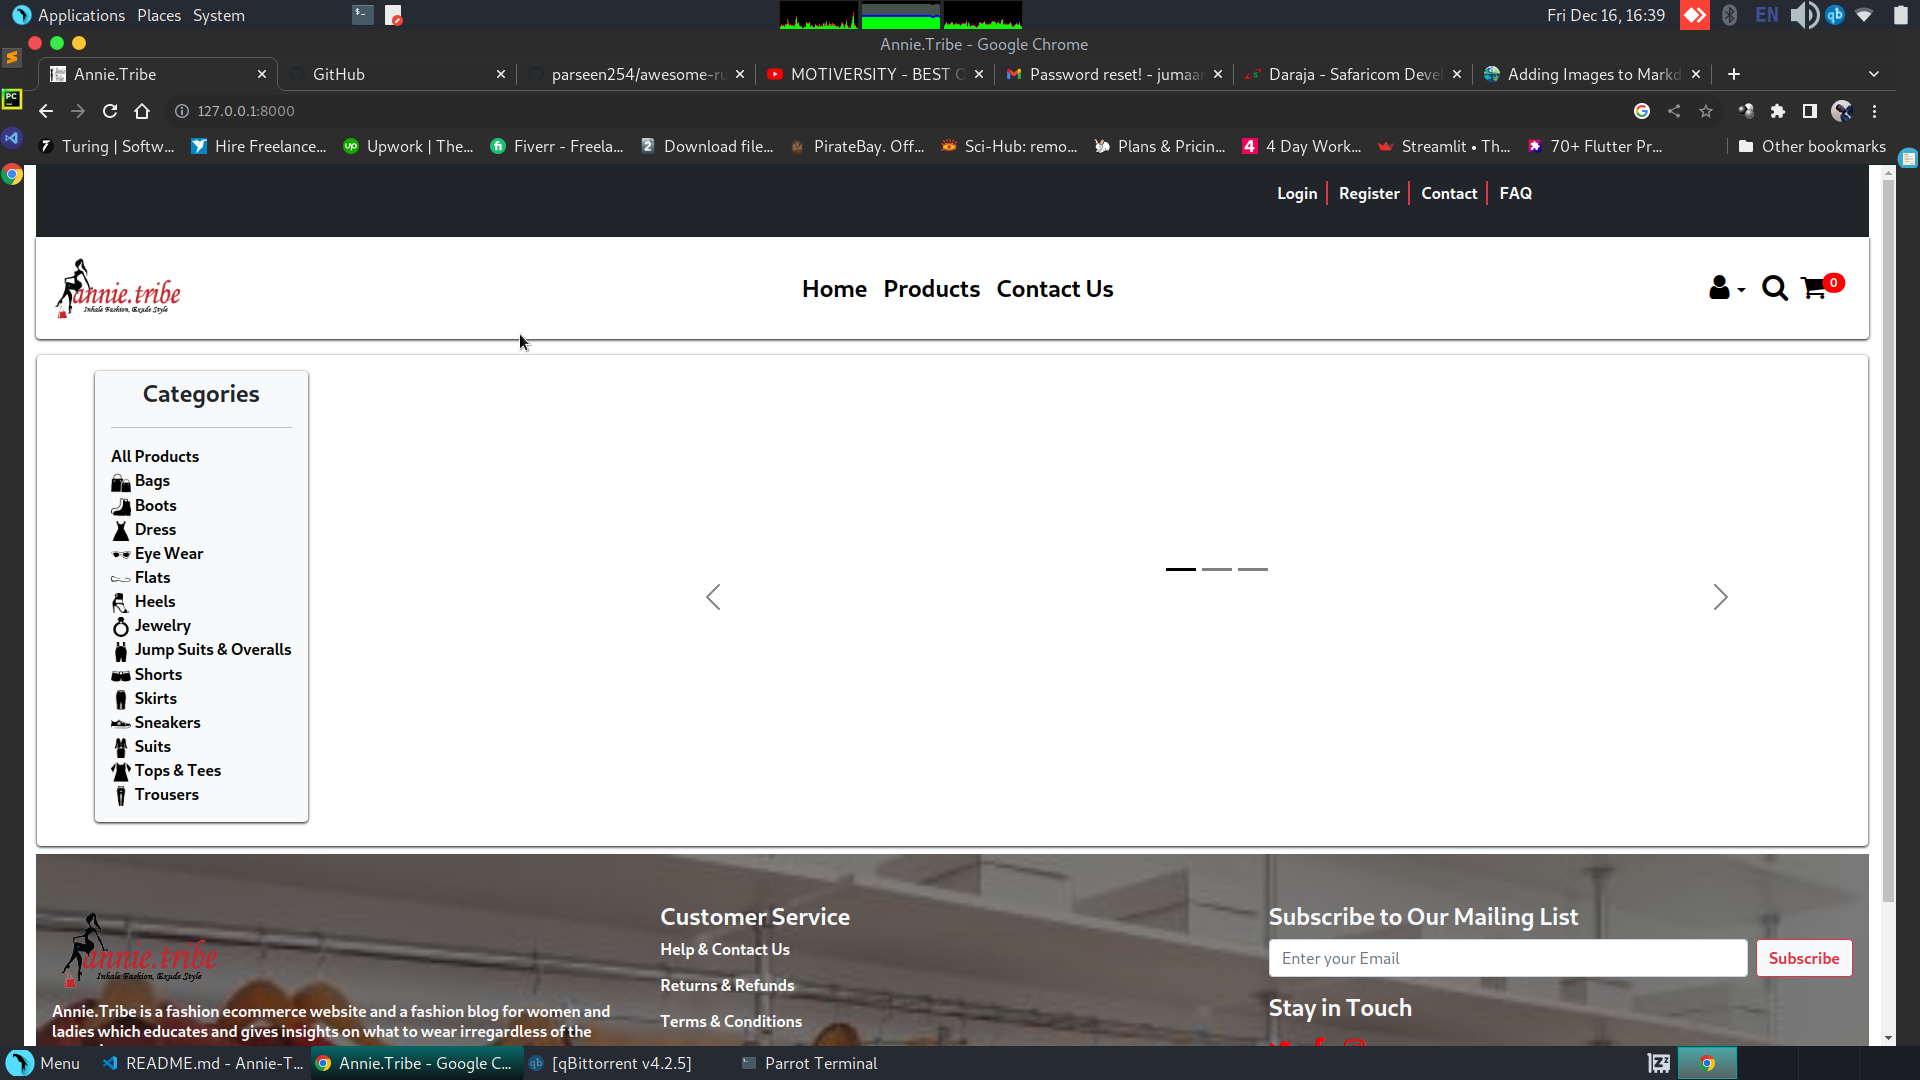 Applications Places System
Fri Dec 16, 16:39
EN
qb
Annie.Tribe - Google Chrome
Annie.Tribe
GitHub
parseen254/awesome-ru
MOTIVERSITY - BEST
Password reset! - jumaa
Daraja - Safaricom Deve
Adding Images to Markd
127.0.0.1:8000
Turing | Softw...
Hire Freelance...
Upwork | The...
Fiverr - Freela...
Download file...
PirateBay. Off...
Sci-Hub: remo...
Plans & Pricin...
4 Day Work...
Streamlit • Th...
70+ Flutter Pr...
Other bookmarks
Login
Register
Contact
FAQ
annie.tribe
Inhale Fashion, Exude Style
Home Products Contact Us
0
Categories
All Products
Bags
Boots
Dress
Eye Wear
Flats
Heels
Jewelry
Jump Suits & Overalls
Shorts
Skirts
Sneakers
Suits
Tops & Tees
Trousers
annie.tribe
Inhale Fashion, Exude Style
Annie.Tribe is a fashion ecommerce website and a fashion blog for women and
ladies which educates and gives insights on what to wear irregardless of the
Customer Service
Help & Contact Us
Returns & Refunds
Terms & Conditions
Subscribe to Our Mailing List
Enter your Email
Subscribe
Stay in Touch
Menu
README.md - Annie-T...
Annie.Tribe - Google C...
[qBittorrent v4.2.5]
Parrot Terminal